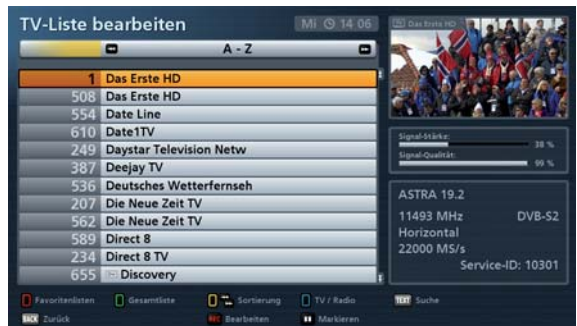 TV-Liste bearbeiten
Mi 14 06
Das Erste HD
A - Z
1 Das Erste HD
508 Das Erste HD
554 Date Line
610 Date1TV
249 Daystar Television Netw
387 Deejay TV
536 Deutsches Wetterfernseh
207 Die Neue Zeit TV
562 Die Neue Zeit TV
589 Direct 8
234 Direct 8 TV
655 Discovery
Signal-Stärke:
38 %
Signal-Qualität:
99 %
ASTRA 19.2
11493 MHz DVB-S2
Horizontal
22000 MS/s
Service-ID: 10301
Favoritenlisten Gesamtliste Sortierung TV / Radio TEXT Suche
BACK Zurück REC Bearbeiten Markieren